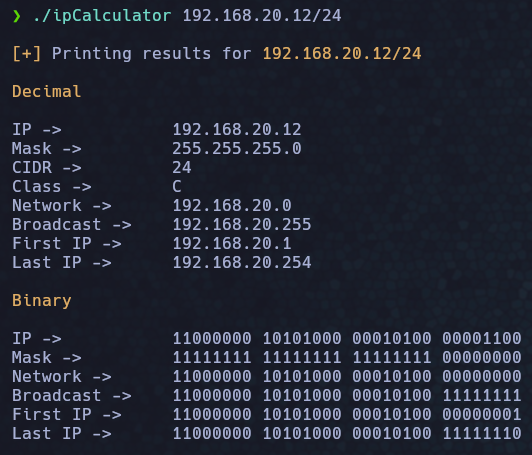 ❯ ./ipCalculator 192.168.20.12/24
[+] Printing results for 192.168.20.12/24
Decimal
IP -> 192.168.20.12
Mask -> 255.255.255.0
CIDR -> 24
Class -> C
Network -> 192.168.20.0
Broadcast -> 192.168.20.255
First IP -> 192.168.20.1
Last IP -> 192.168.20.254
Binary
IP -> 11000000 10101000 00010100 00001100
Mask -> 11111111 11111111 11111111 00000000
Network -> 11000000 10101000 00010100 00000000
Broadcast -> 11000000 10101000 00010100 11111111
First IP -> 11000000 10101000 00010100 00000001
Last IP -> 11000000 10101000 00010100 11111110